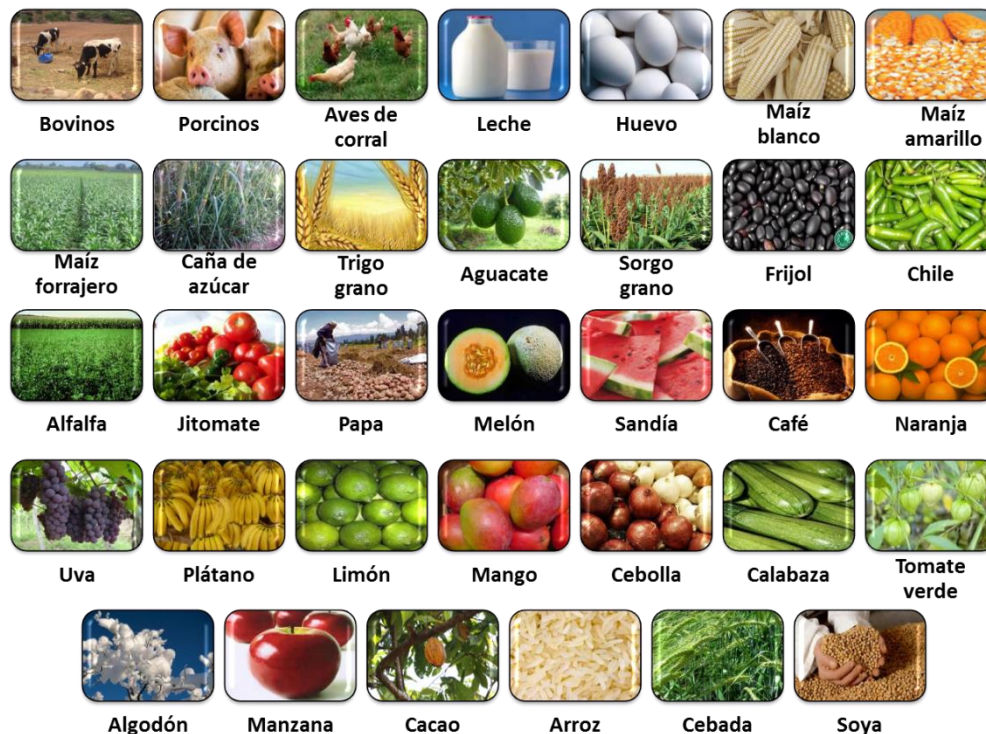 Bovinos
Porcinos
Aves de
corral
Leche
Huevo
Maíz
blanco
Maíz
amarillo
Maíz
forrajero
Caña de
azúcar
Trigo
grano
Aguacate
Sorgo
grano
Frijol
Chile
Alfalfa
Jitomate
Papa
Melón
Sandía
Café
Naranja
Uva
Plátano
Limón
Mango
Cebolla
Calabaza
Tomate
verde
Algodón
Manzana
Cacao
Arroz
Cebada
Soya